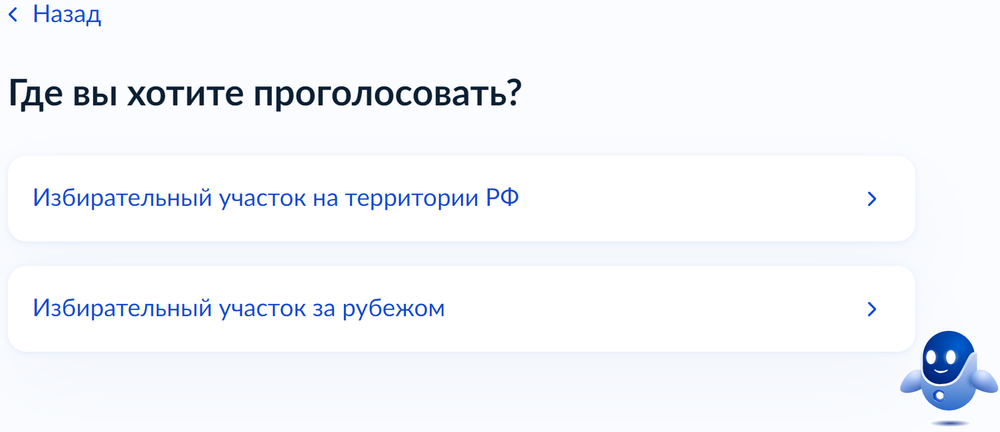 Назад
Где вы хотите проголосовать?
Избирательный участок на территории РФ
Избирательный участок за рубежом